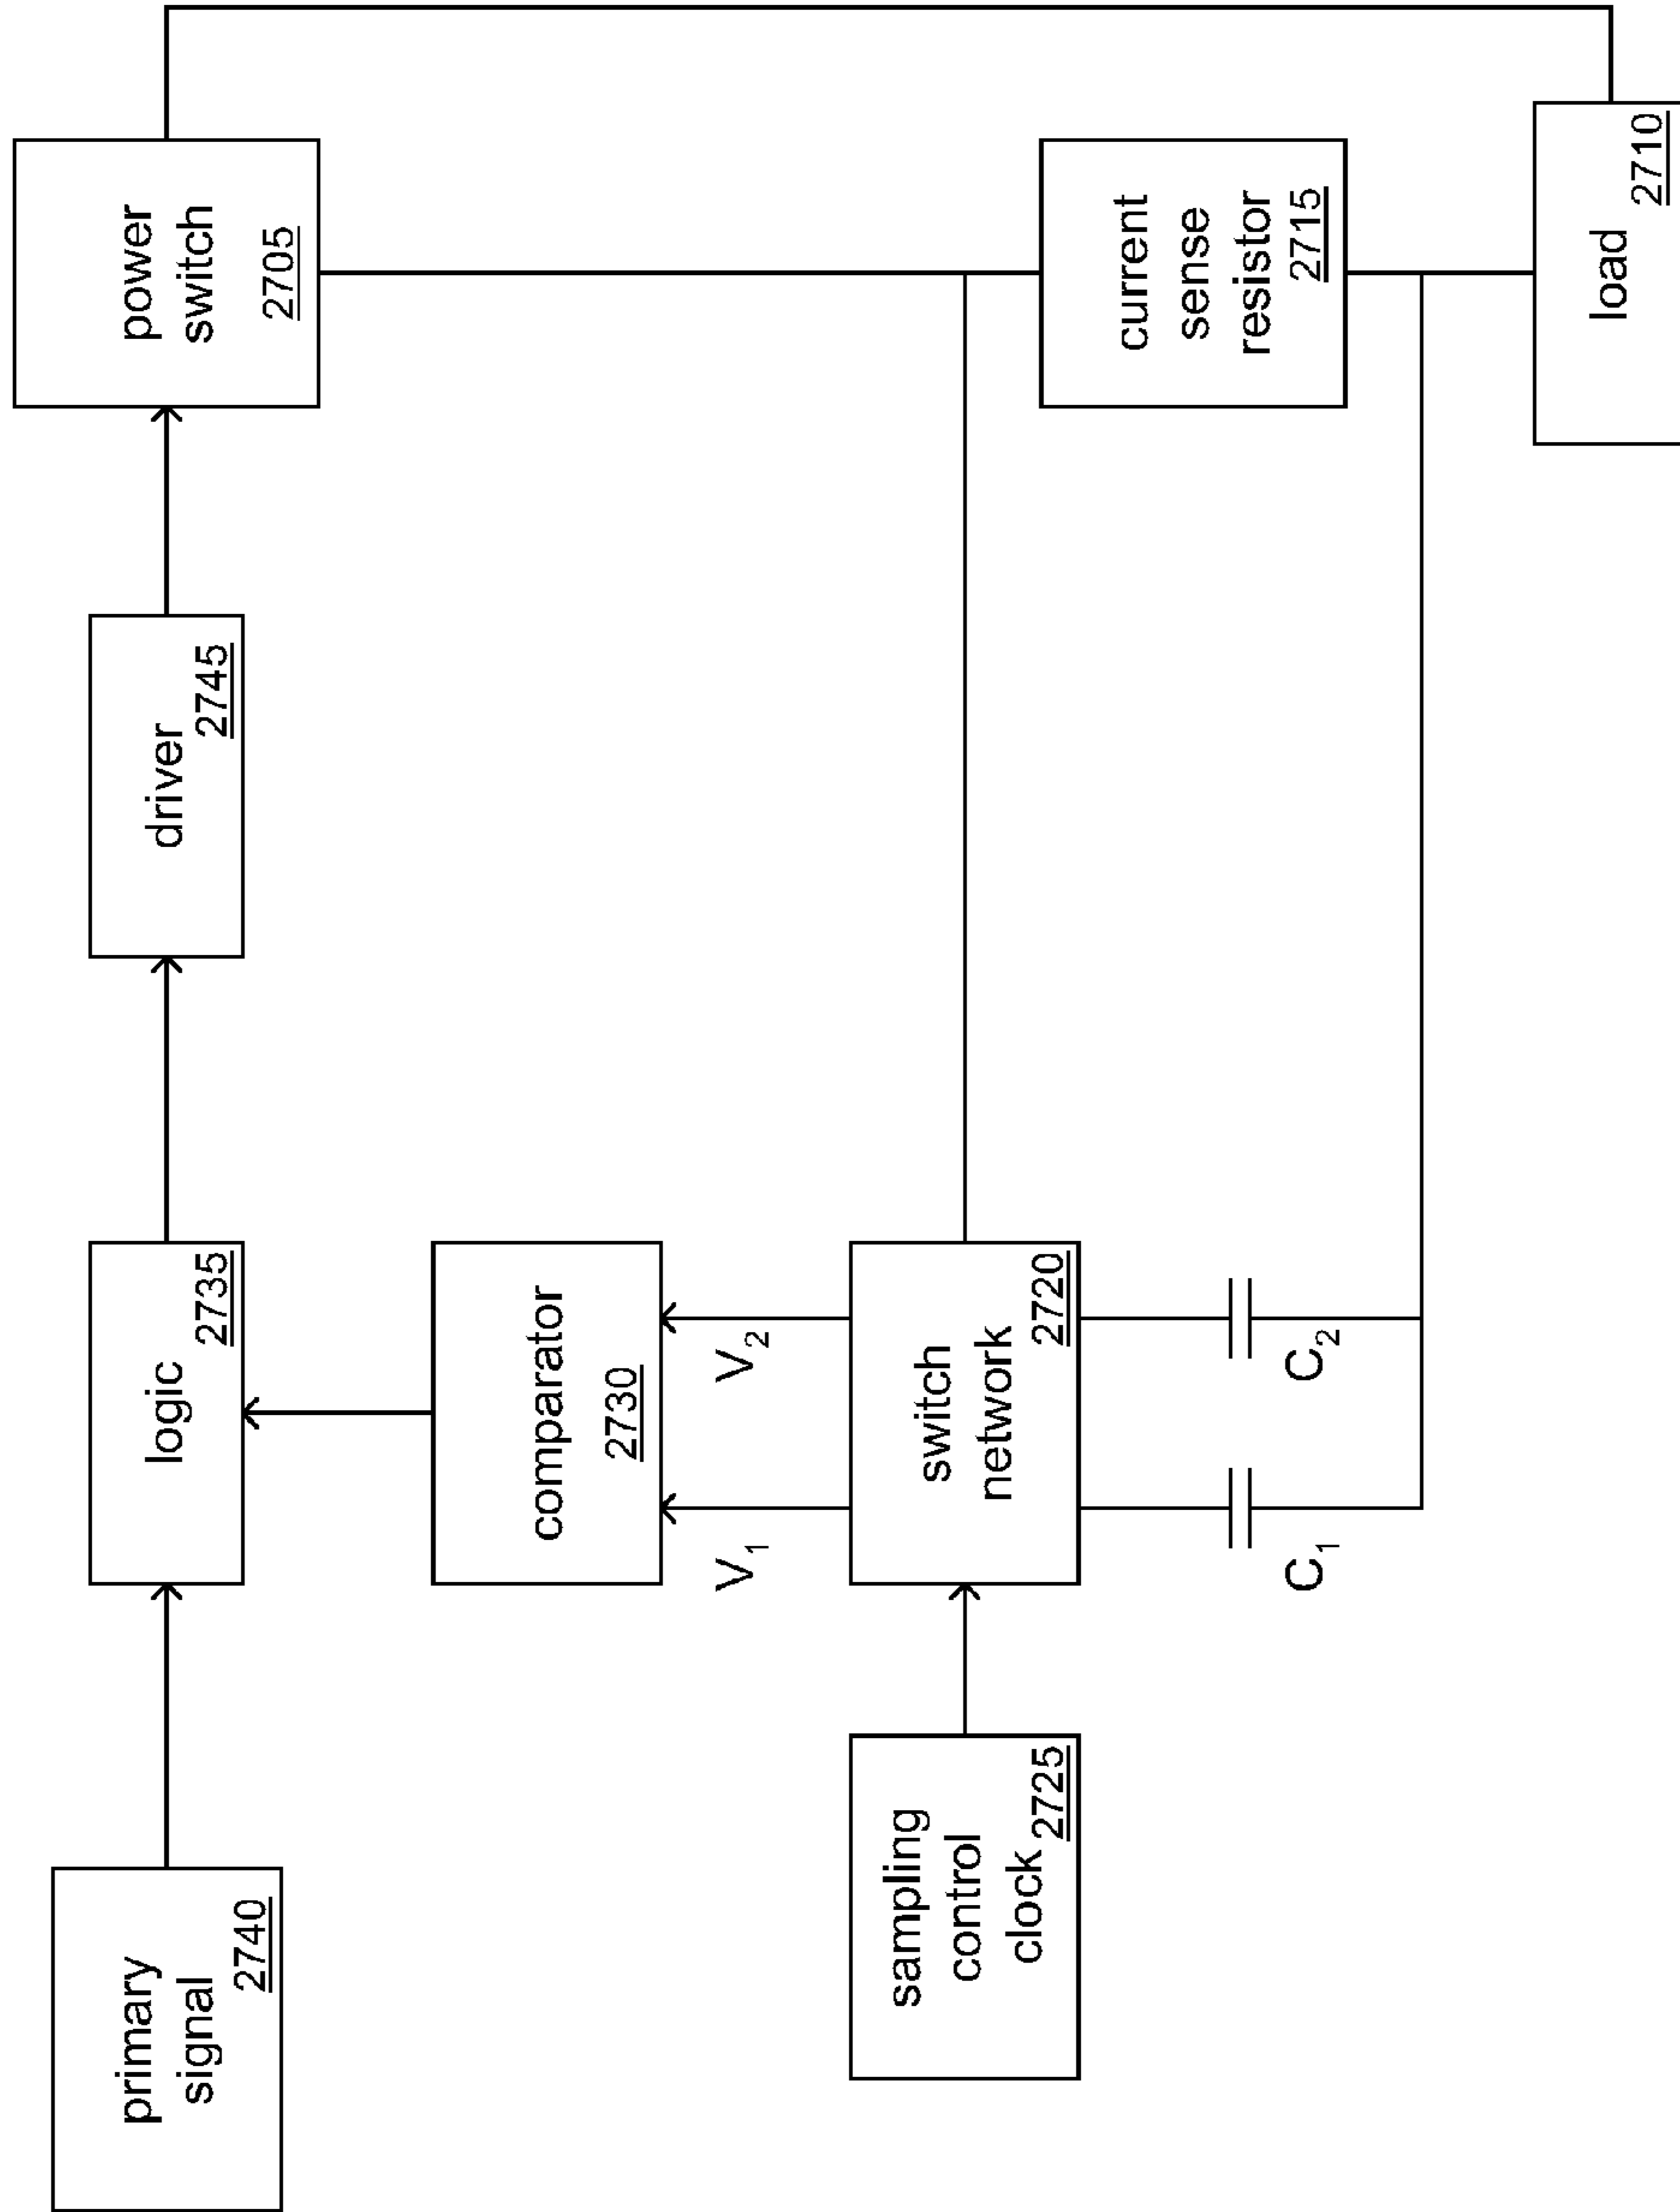 primary
signal
2740
logic
2735
driver
2745
power
switch
2705
comparator
2730
V1
V2
sampling
control
clock
2725
switch
network
2720
C1
C2
current
sense
resistor
2715
load
2710